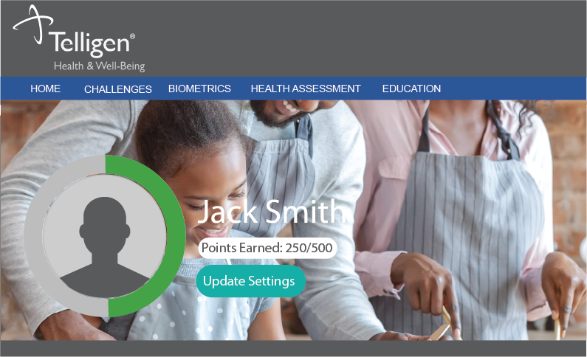 Telligen®
Health & Well-Being
HOME CHALLENGES BIOMETRICS HEALTH ASSESSMENT EDUCATION
Jack Smith
Points Earned: 250/500
Update Settings